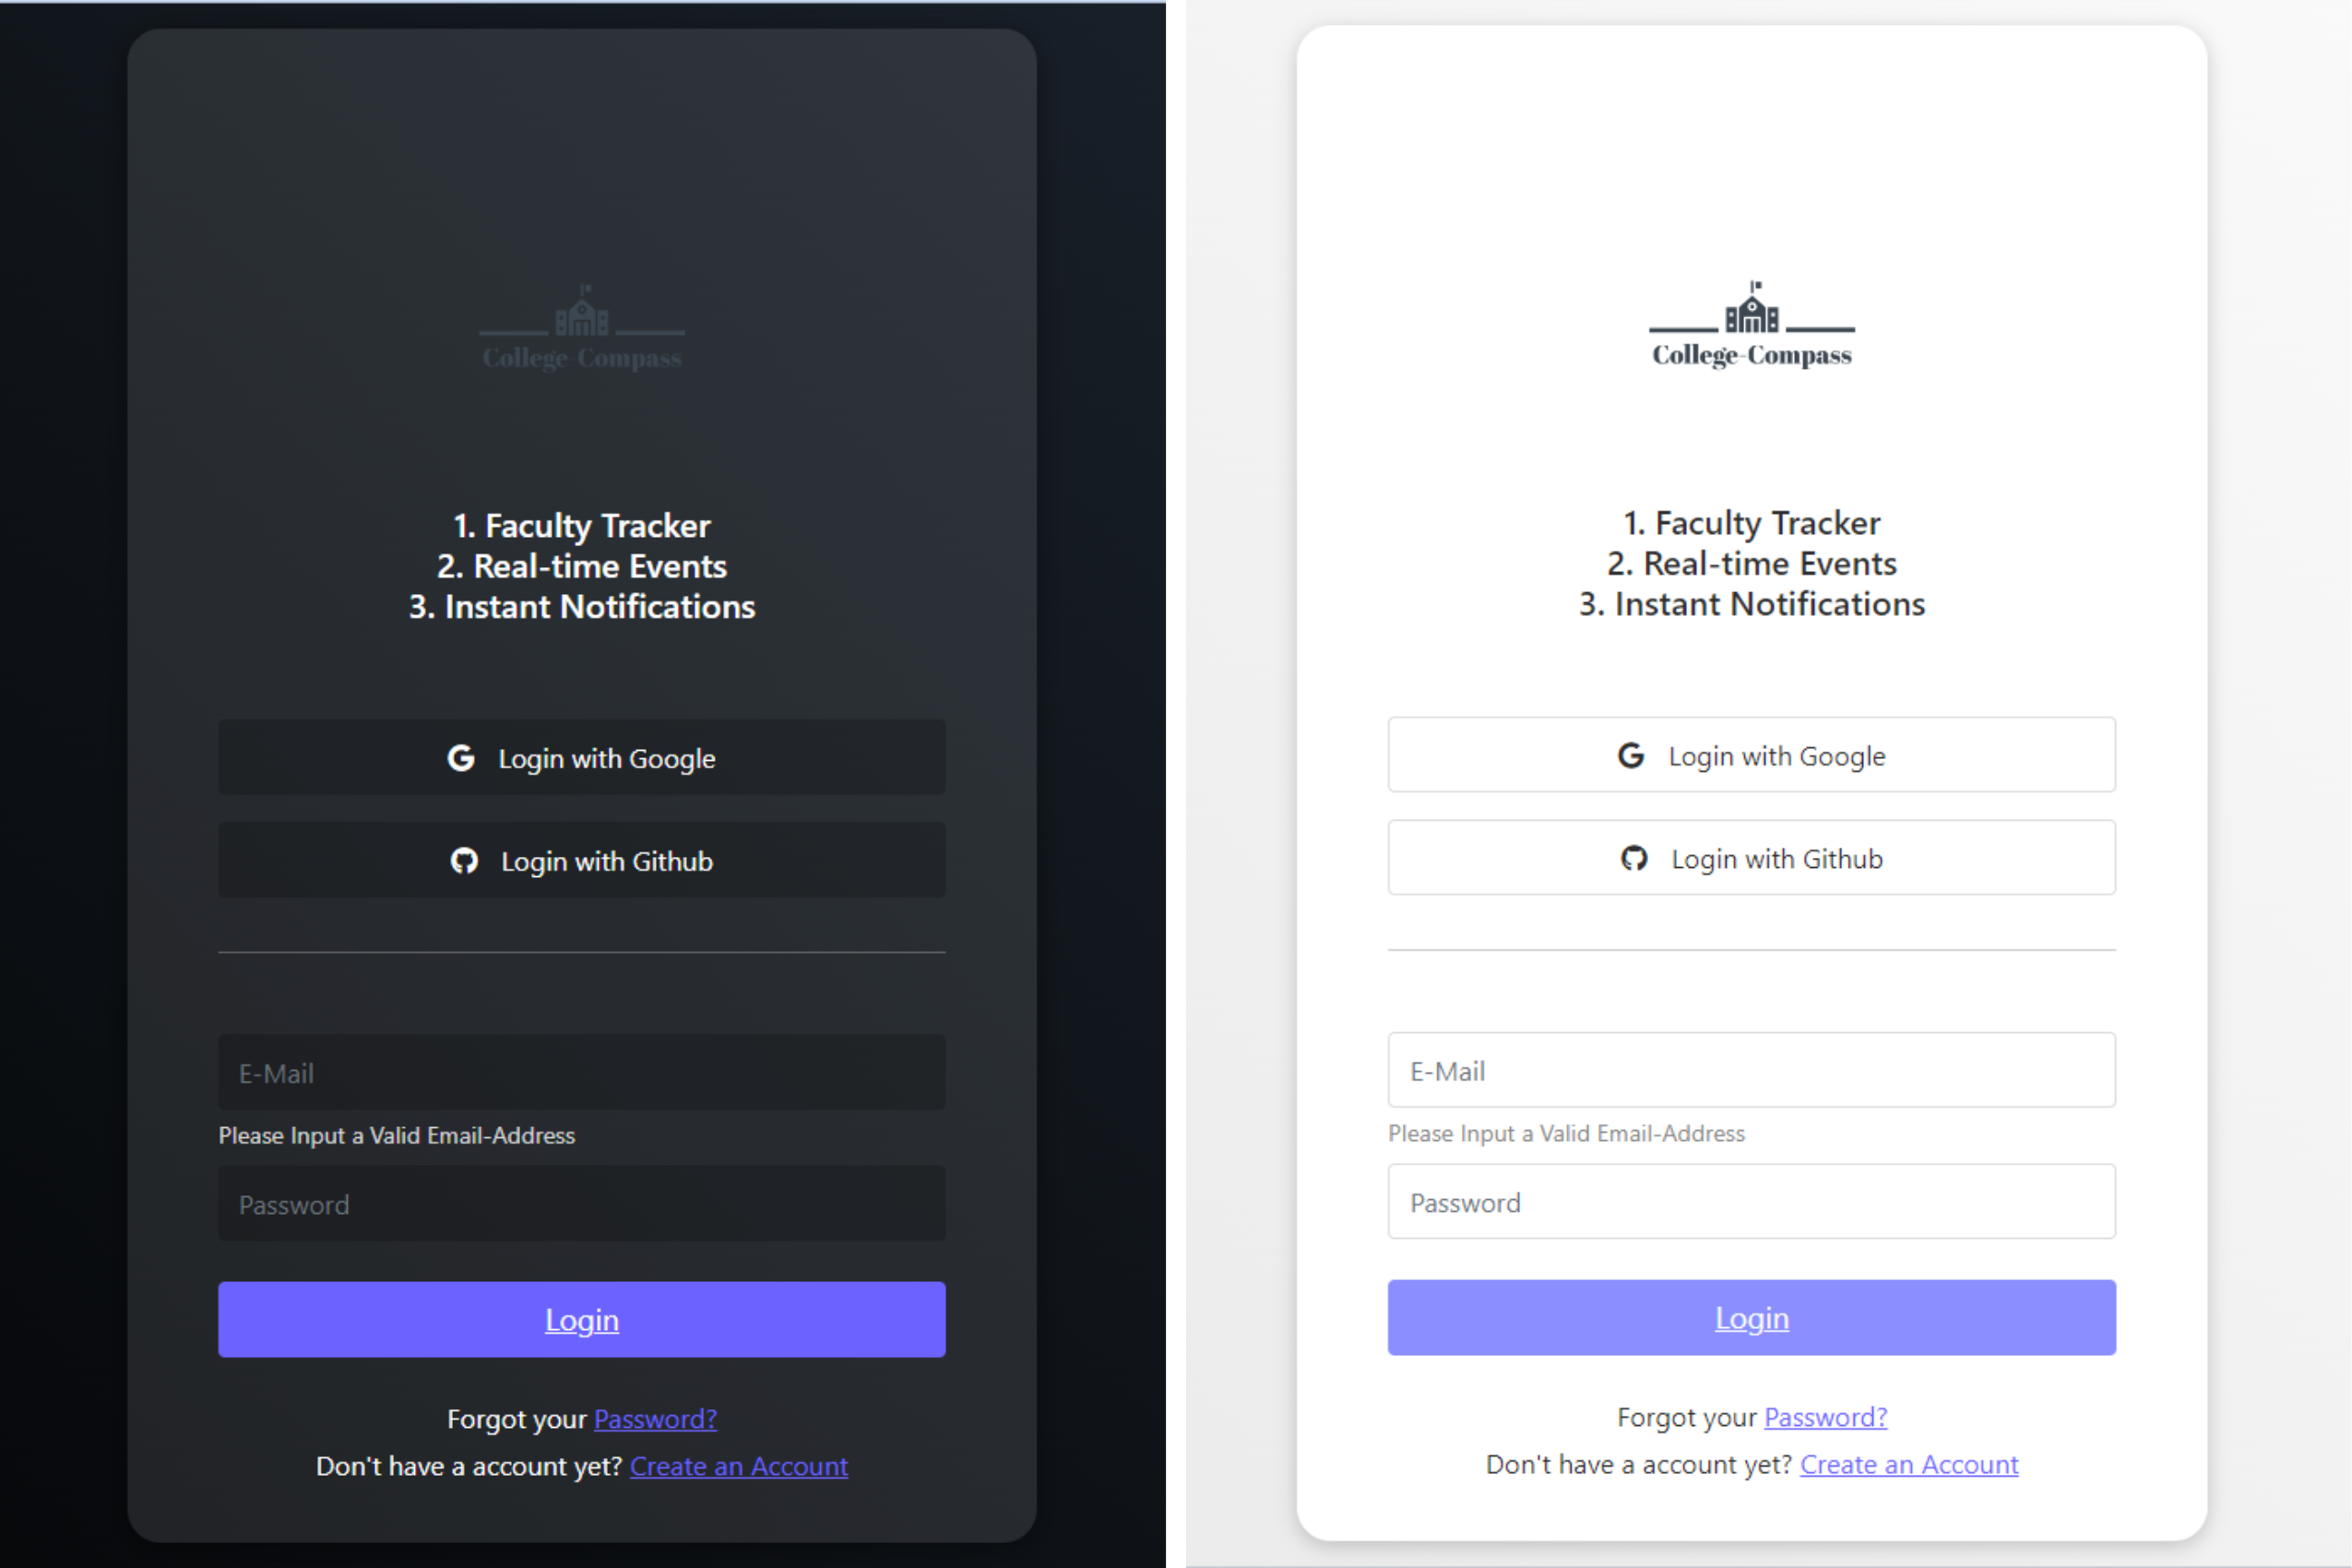 College-Compass
1. Faculty Tracker
2. Real-time Events
3. Instant Notifications
Login with Google
Login with Github
E-Mail
Please Input a Valid Email-Address
Password
Login
Forgot your Password?
Don't have a account yet? Create an Account
College-Compass
1. Faculty Tracker
2. Real-time Events
3. Instant Notifications
Login with Google
Login with Github
E-Mail
Please Input a Valid Email-Address
Password
Login
Forgot your Password?
Don't have a account yet? Create an Account